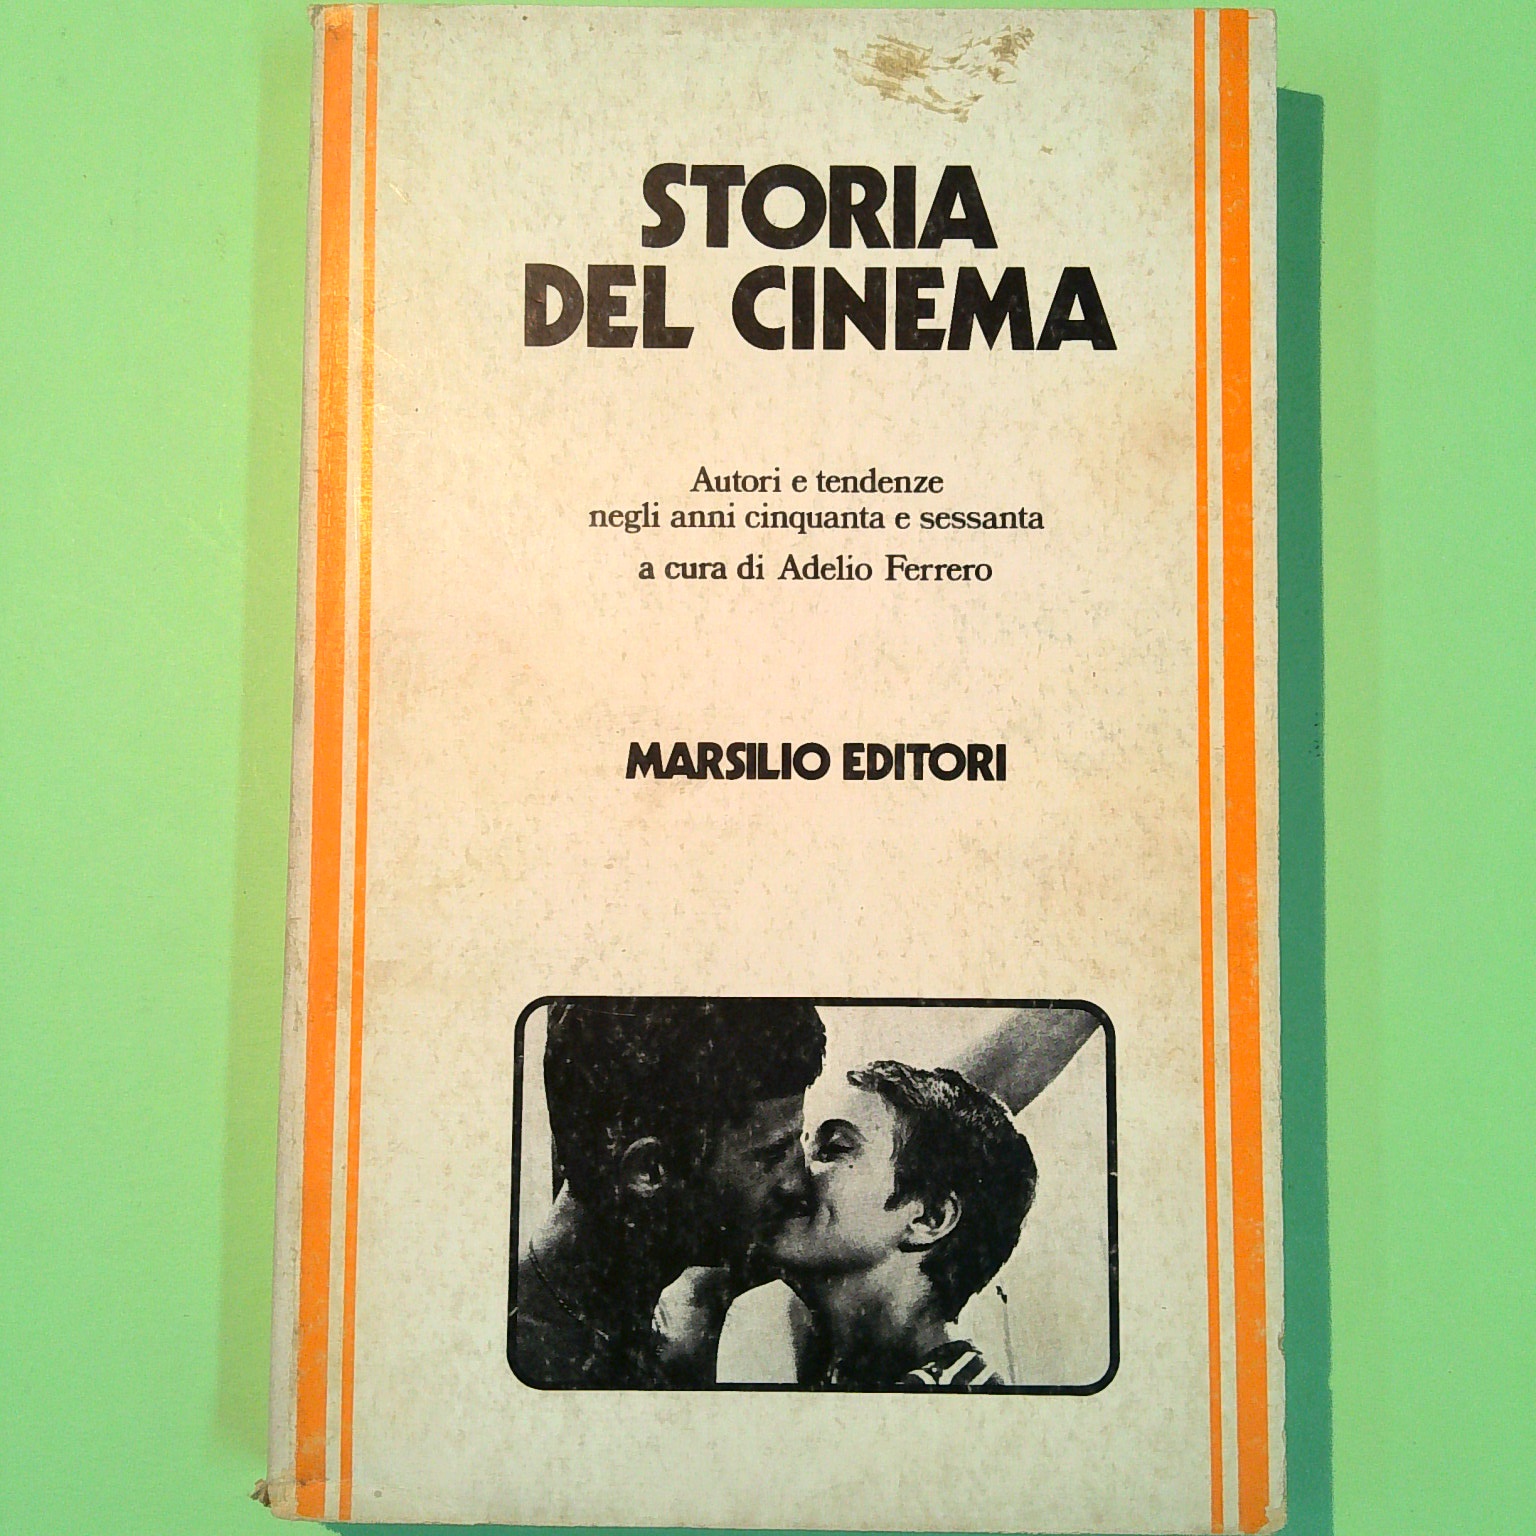 STORIA
DEL CINEMA
Autori e tendenze
negli anni cinquanta e sessanta
a cura di Adelio Ferrero
MARSILIO EDITORI